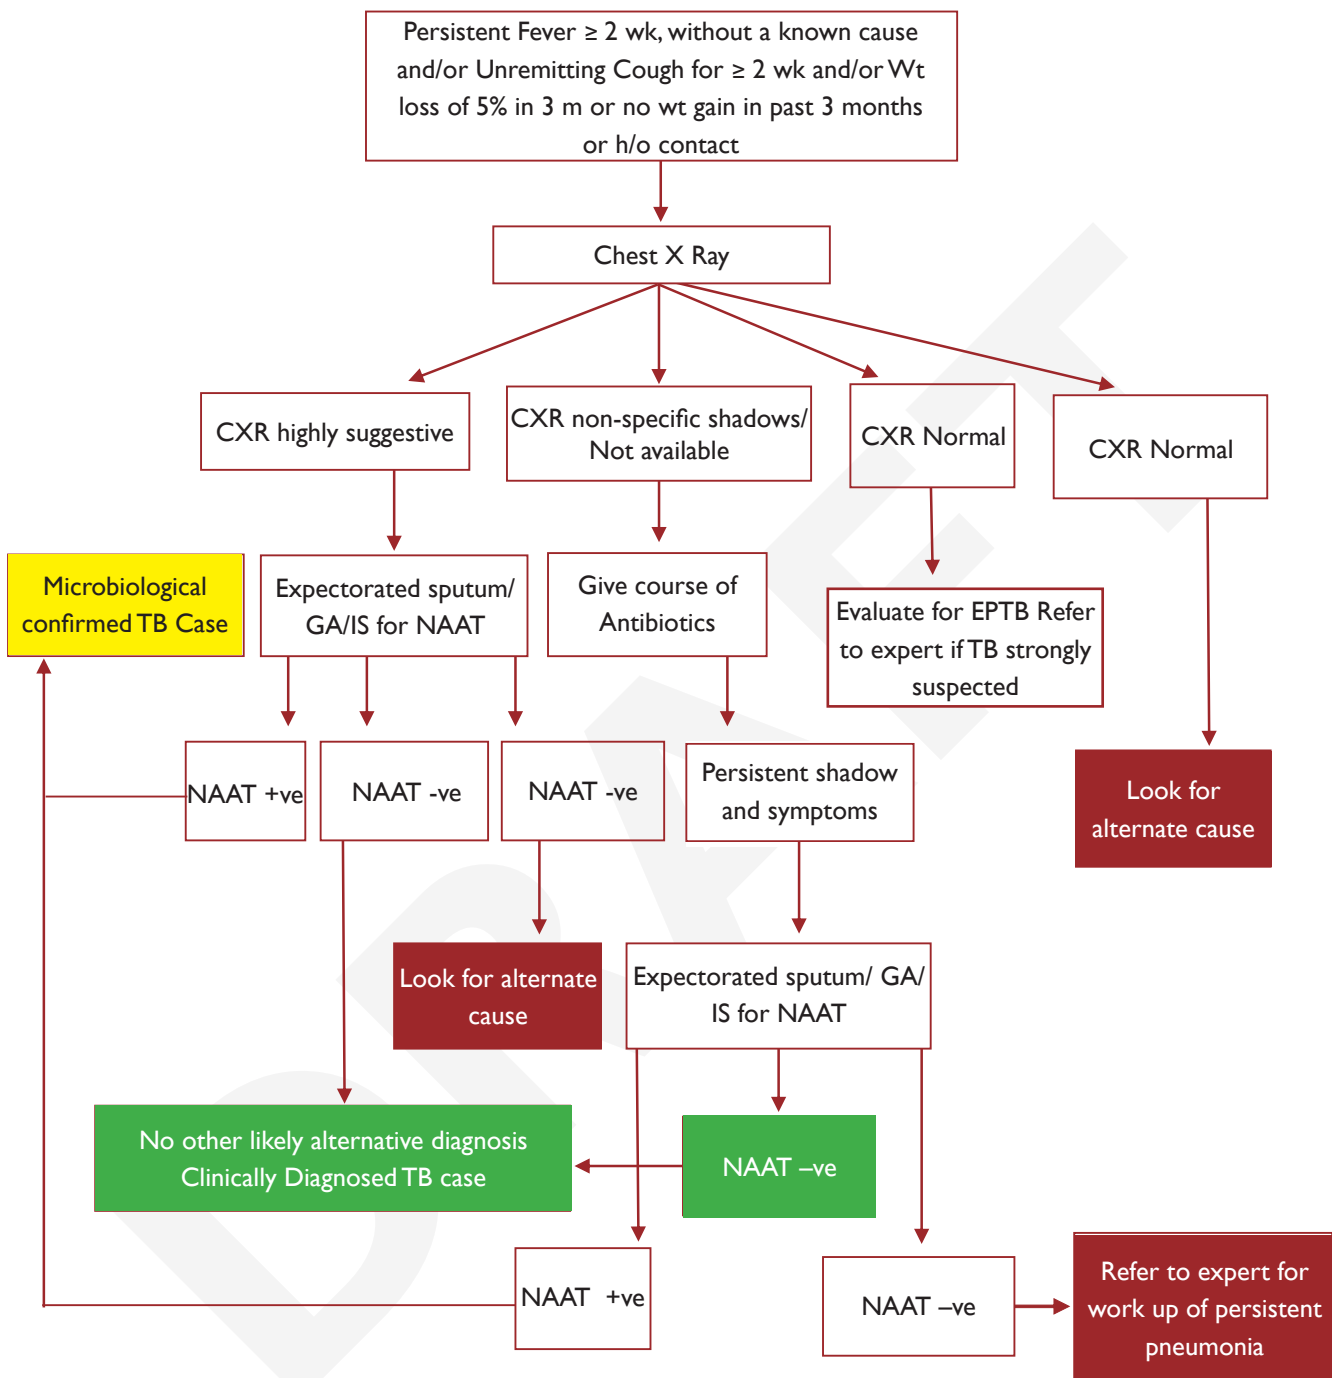 Persistent Fever ≥ 2 wk, without a known cause
and/or Unremitting Cough for ≥ 2 wk and/or Wt
loss of 5% in 3 m or no wt gain in past 3 months
or h/o contact
Chest X Ray
CXR highly suggestive
CXR non-specific shadows/
Not available
CXR Normal
CXR Normal
Microbiological
confirmed TB Case
Expectorated sputum/
GA/IS for NAAT
Give course of
Antibiotics
Evaluate for EPTB Refer
to expert if TB strongly
suspected
NAAT +ve
NAAT -ve
NAAT -ve
Persistent shadow
and symptoms
Look for
alternate cause
Look for alternate
cause
Expectorated sputum/ GA/
IS for NAAT
No other likely alternative diagnosis
Clinically Diagnosed TB case
NAAT –ve
NAAT +ve
NAAT –ve
Refer to expert for
work up of persistent
pneumonia
DRAFT